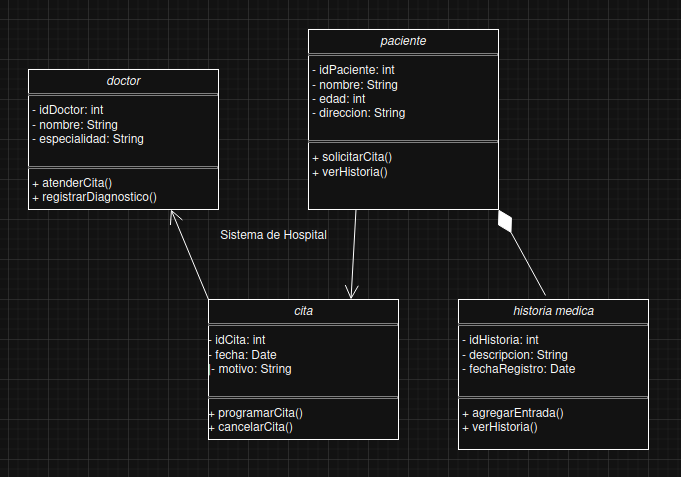 paciente
- idPaciente: int
- nombre: String
- edad: int
- direccion: String
+ solicitarCita()
+ verHistoria()
doctor
- idDoctor: int
- nombre: String
- especialidad: String
+ atenderCita()
+ registrarDiagnostico()
Sistema de Hospital
cita
- idCita: int
- fecha: Date
|- motivo: String
+ programarCita()
+ cancelarCita()
historia medica
- idHistoria: int
- descripcion: String
- fechaRegistro: Date
+ agregarEntrada()
+ verHistoria()